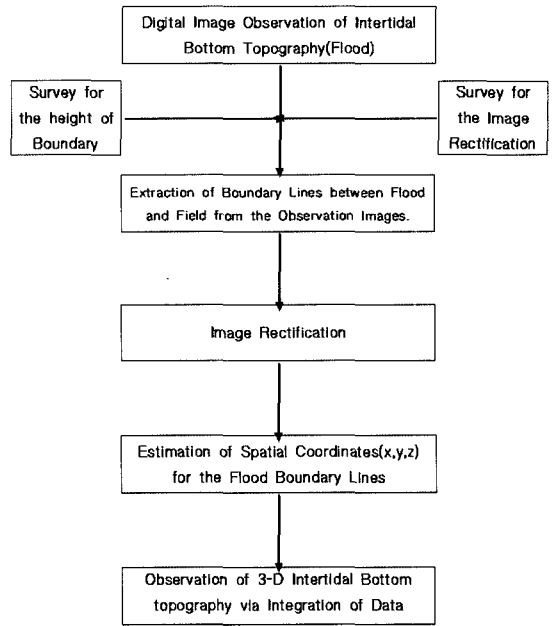 Digital Image Observation of Intertidal
Bottom Topography(Flood)
Survey for
the height of
Boundary
Survey for
the Image
Rectification
Extraction of Boundary Lines between Flood
and Field from the Observation Images.
Image Rectification
Estimation of Spatial Coordinates(x,y,z)
for the Flood Boundary Lines
Observation of 3-D Intertidal Bottom
topography via Integration of Data